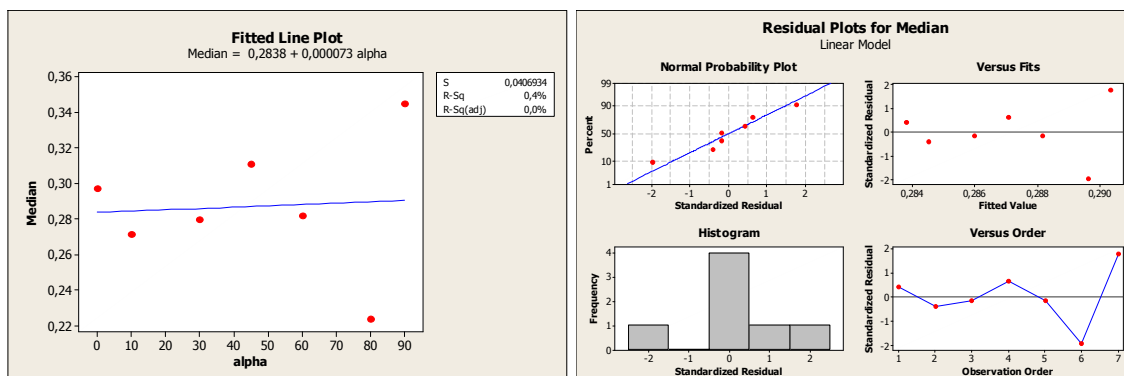 Fitted Line Plot
Median = 0,2838 + 0,000073 alpha
0,36
0,34
0,32
0,30
0,28
0,26
0,24
0,22
Median
0 10 20 30 40 50 60 70 80 90
alpha
S 0,0406934
R-Sq 0,4%
R-Sq(adj) 0,0%
Residual Plots for Median
Linear Model
Normal Probability Plot
99
90
50
10
1
Percent
-2 -1 0 1 2
Standardized Residual
Versus Fits
2
1
0
-1
-2
Standardized Residual
0,284 0,286 0,288 0,290
Fitted Value
Histogram
4
3
2
1
0
Frequency
-2 -1 0 1 2
Standardized Residual
Versus Order
2
1
0
-1
-2
Standardized Residual
1 2 3 4 5 6 7
Observation Order